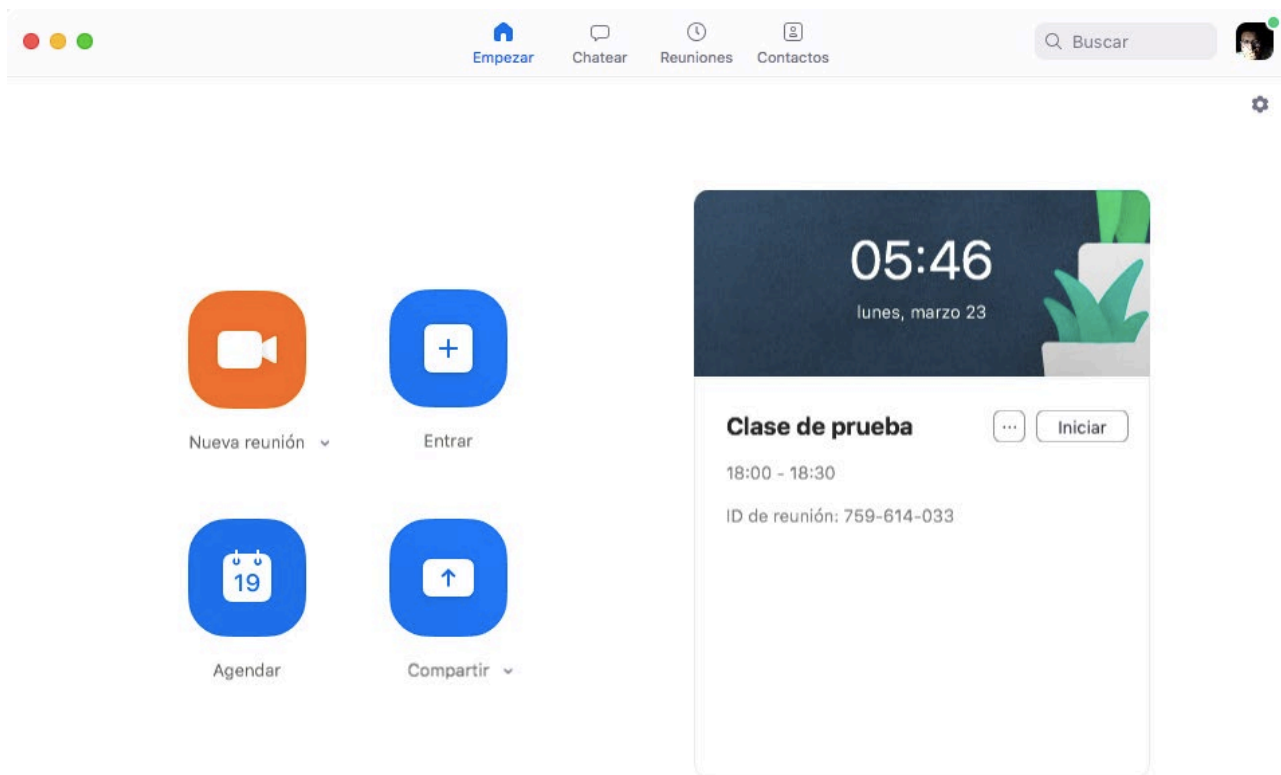 Empezar
Chatear
Reuniones
Contactos
Buscar
05:46
lunes, marzo 23
Nueva reunión
Entrar
19
Agendar
Compartir
Clase de prueba
Iniciar
18:00 - 18:30
ID de reunión: 759-614-033